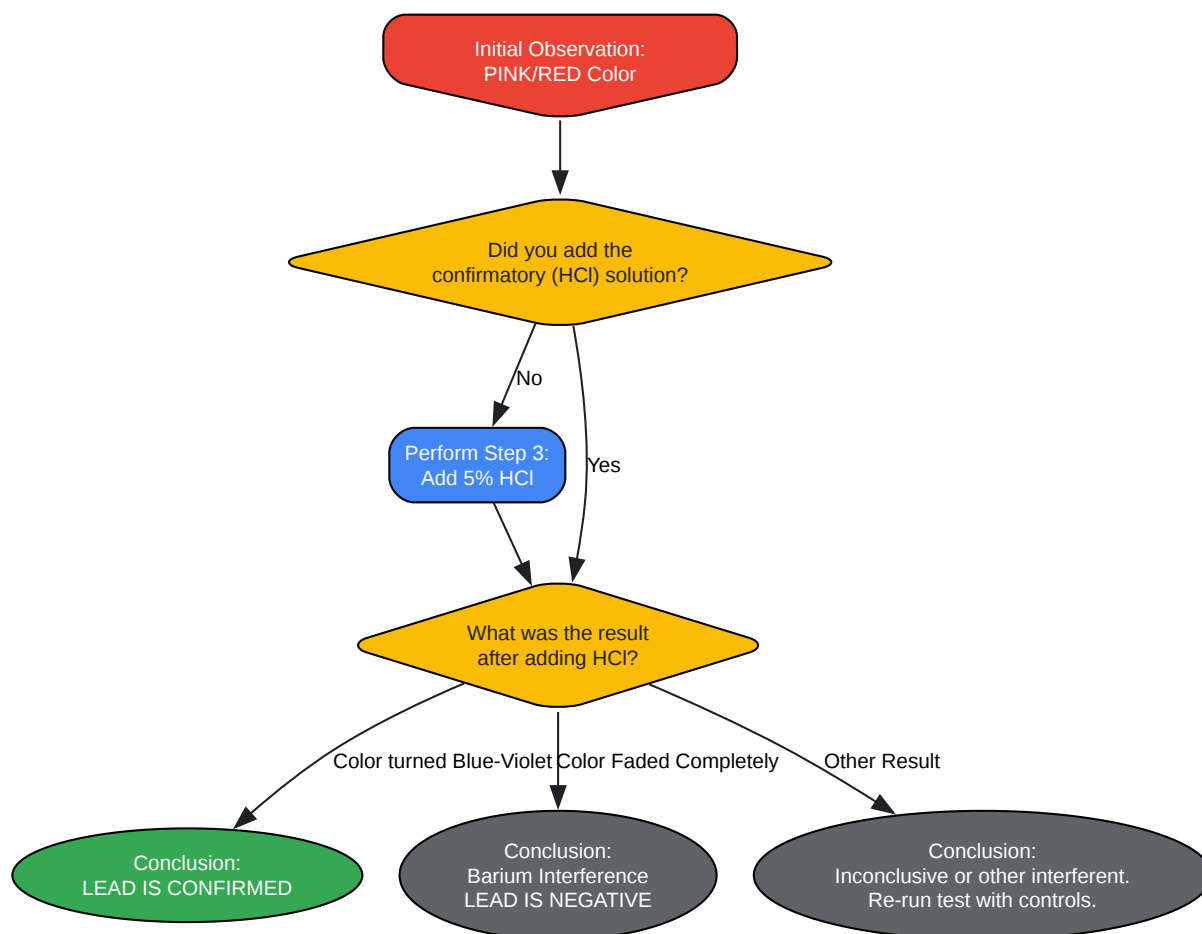 Initial Observation:
PINK/RED Color
Did you add the
confirmatory (HCl) solution?
No
Yes
Perform Step 3:
Add 5% HCl
What was the result
after adding HCl?
Color turned Blue-Violet
Color Faded Completely
Other Result
Conclusion:
LEAD IS CONFIRMED
Conclusion:
Barium Interference
LEAD IS NEGATIVE
Conclusion:
Inconclusive or other interferent.
Re-run test with controls.